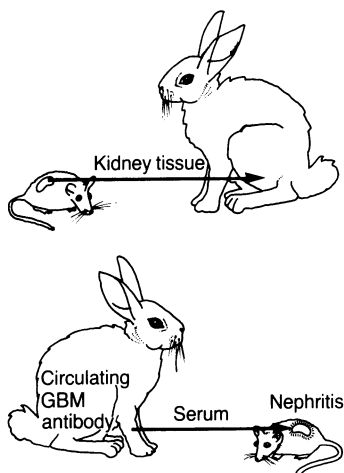 Kidney tissue
Circulating
GBM
antibody
Serum
Nephritis